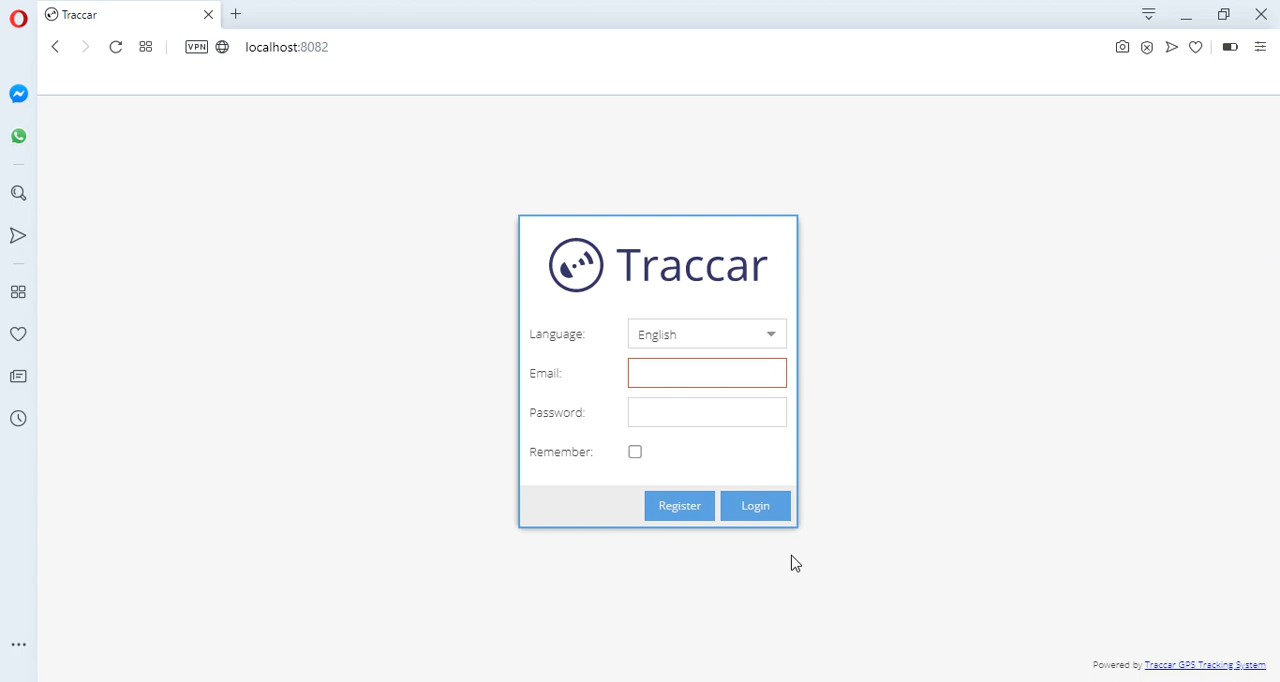 Traccar
VPN
localhost:8082
Traccar
Language:
English
Email:
Password:
Remember:
Register
Login
Powered by Traccar GPS Tracking System